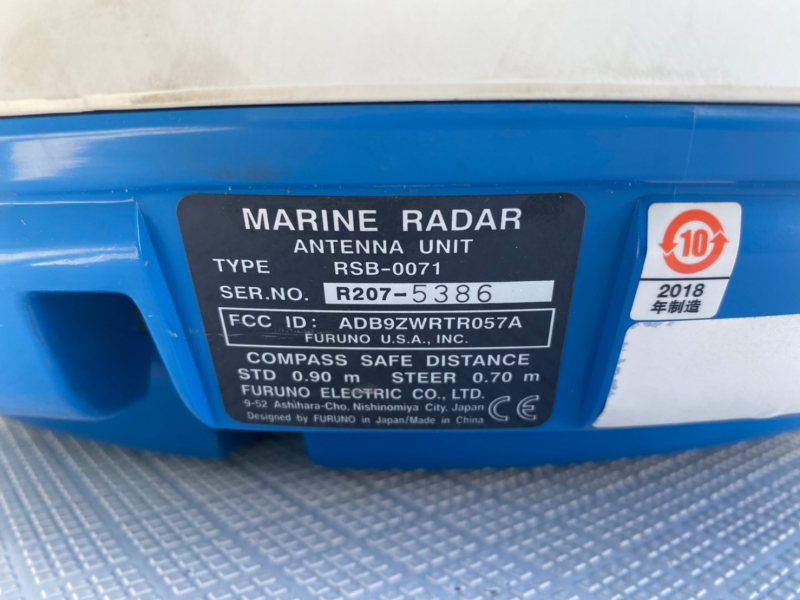 MARINE RADAR
ANTENNA UNIT
TYPE RSB-0071
SER.NO. R207-5386
FCC ID: ADB9ZWRTR057A
FURUNO U.S.A., INC.
COMPASS SAFE DISTANCE
STD 0.90 m STEER 0.70 m
FURUNO ELECTRIC CO., LTD.
9-52 Ashihara-Cho, Nishinomiya City, Japan
Designed by FURUNO in Japan/Made in China
CE
10
2018
年制造